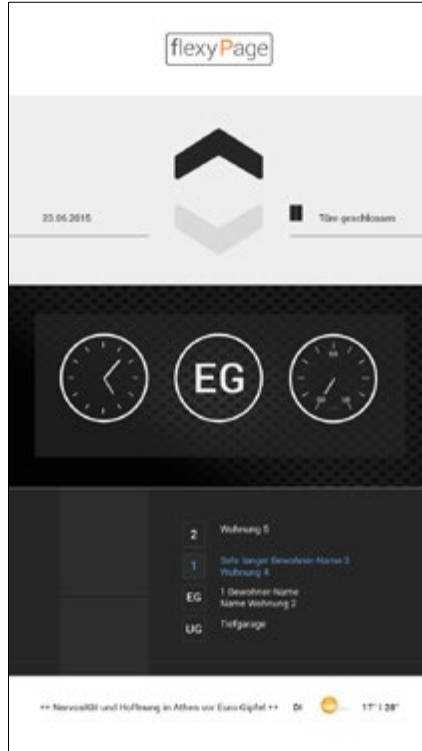 flexyPage
23.06.2015
Türe geschlossen
EG
2 Wohnung 5
1 Sehr langer Bewohner-Name 3
Wohnung 4
EG 1 Bewohner Name
Name Wohnung 2
UG Tiefgarage
++ Nervosität und Hoffnung in Athen vor Euro-Gipfel ++ DI 17° | 28°